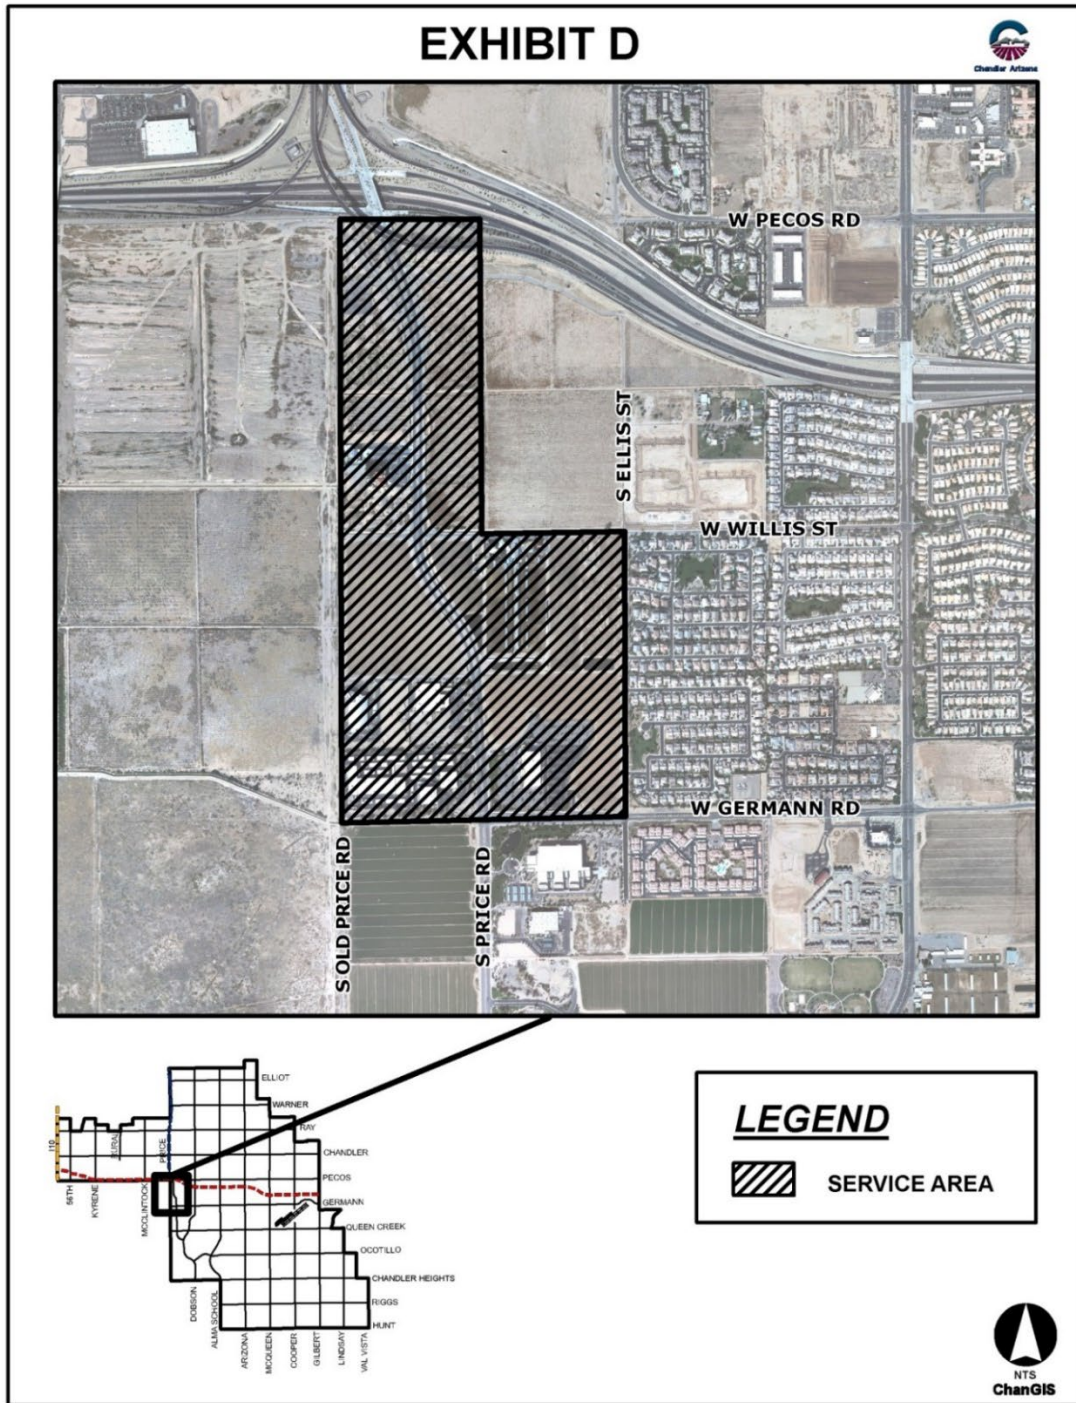 EXHIBIT D
Chandler Arizona
W PECOS RD
S ELLIS ST
W WILLIS ST
W GERMANN RD
S OLD PRICE RD
S PRICE RD
ELLIOT
WARNER
RAY
CHANDLER
PECOS
GERMANN
QUEEN CREEK
OCOTILLO
CHANDLER HEIGHTS
RIGGS
HUNT
I10
56TH
KYRENE
RURAL
MCCLINTOCK
PRICE
DOBSON
ALMA SCHOOL
ARIZONA
MCQUEEN
COOPER
GILBERT
LINDSAY
VAL VISTA
LEGEND
SERVICE AREA
NTS
ChanGIS